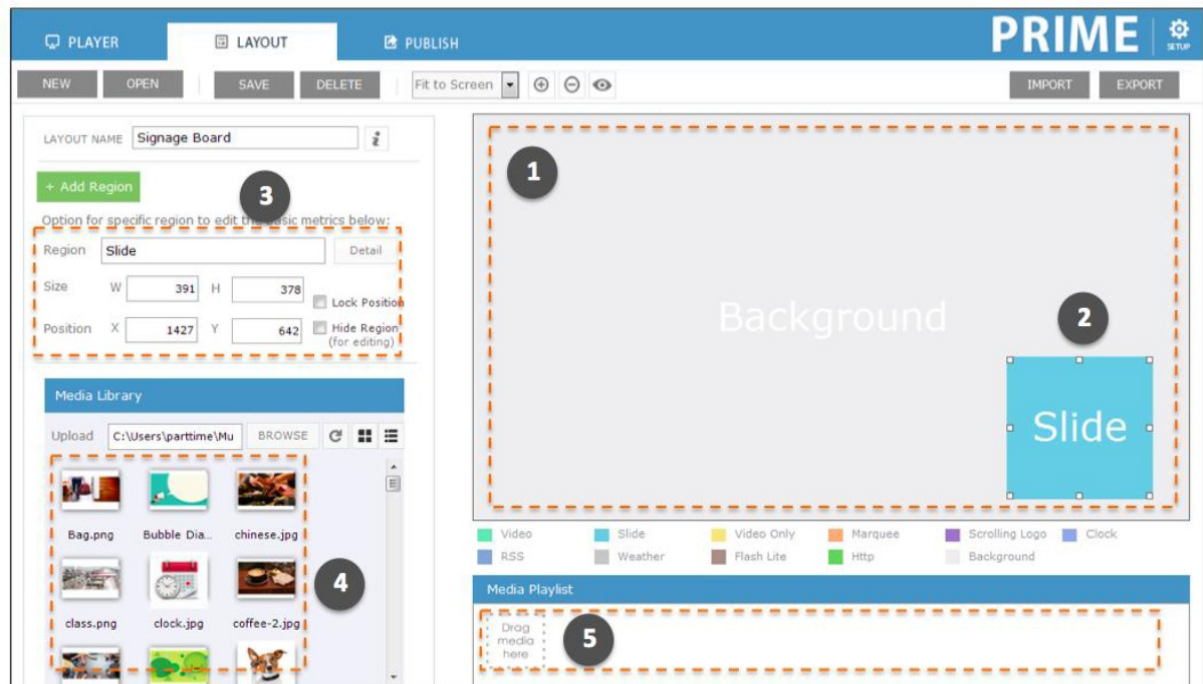 PLAYER
LAYOUT
PUBLISH
PRIME
SETUP
NEW
OPEN
SAVE
DELETE
Fit to Screen
IMPORT
EXPORT
LAYOUT NAME
Signage Board
i
+ Add Region
3
Option for specific region to edit the basic metrics below:
Region
Slide
Detail
Size W 391 H 378
Lock Position
Position X 1427 Y 642
Hide Region
(for editing)
Media Library
Upload
C:\Users\parttime\Mu
BROWSE
Bag.png
Bubble Dia...
chinese.jpg
4
class.png
clock.jpg
coffee-2.jpg
1
Background
2
Slide
Video
Slide
Video Only
Marquee
Scrolling Logo
Clock
RSS
Weather
Flash Lite
Http
Background
Media Playlist
Drag
media
here
5